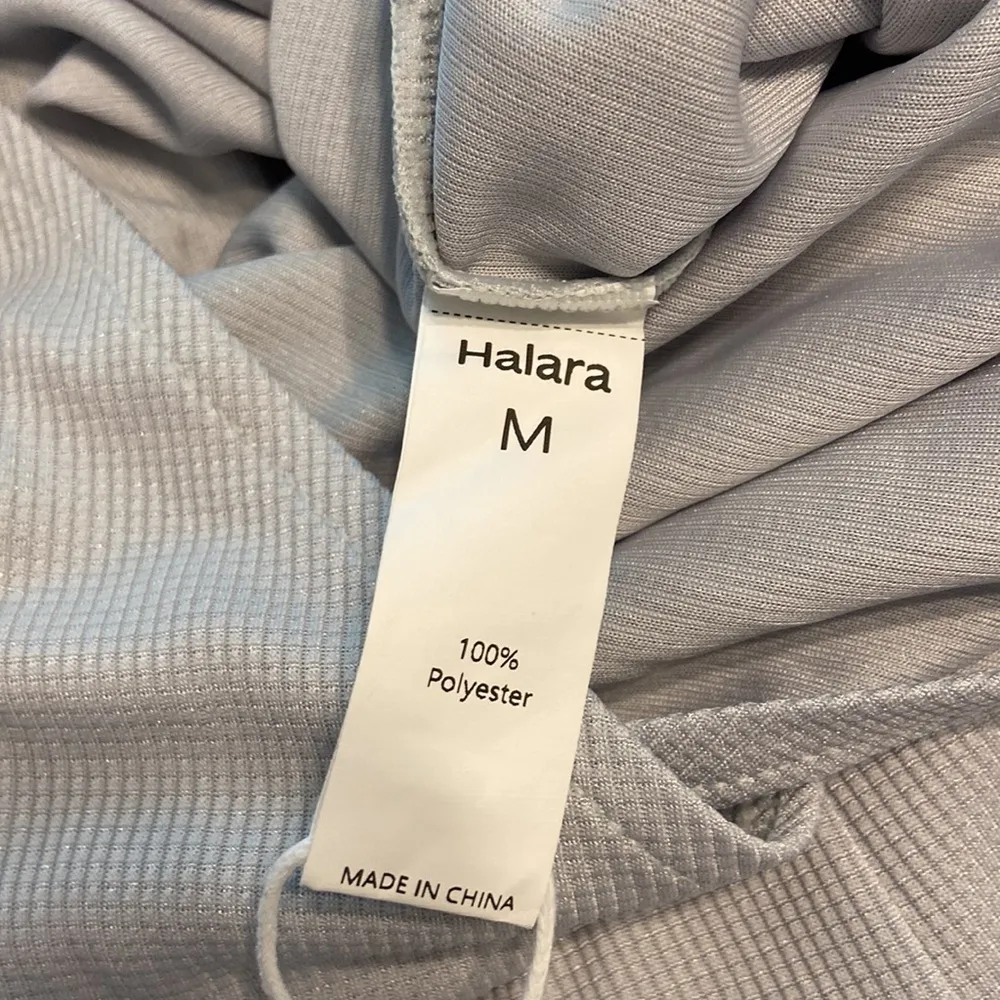 Halara
M
100%
Polyester
MADE IN CHINA